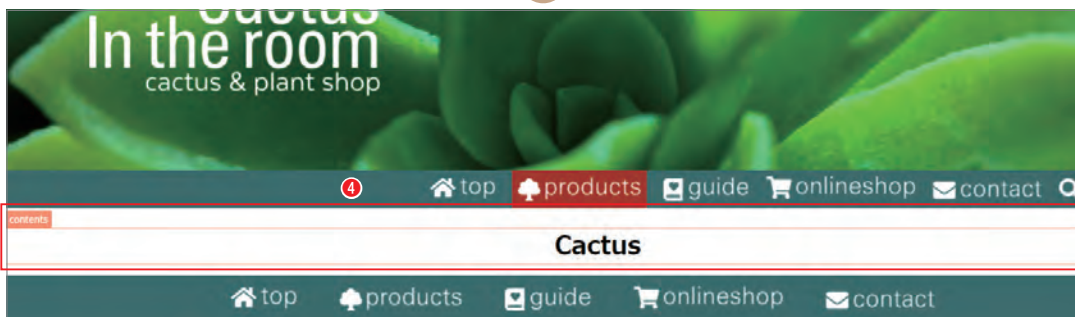 Cactus
In the room
cactus & plant shop
4 top products guide onlineshop contact
contents
Cactus
top products guide onlineshop contact